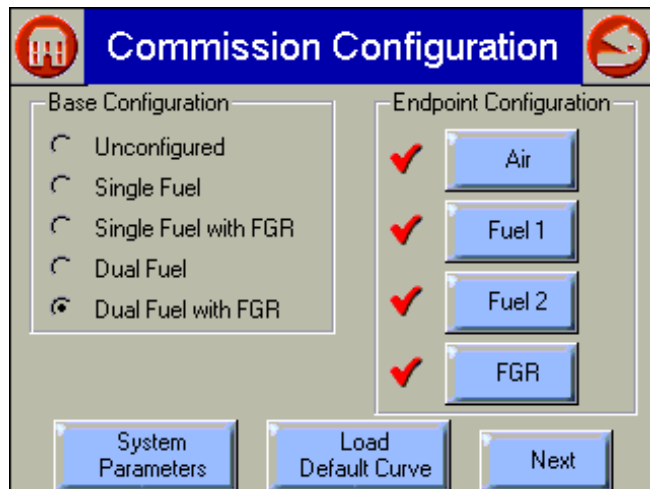 Commission Configuration
Base Configuration
Unconfigured
Single Fuel
Single Fuel with FGR
Dual Fuel
Dual Fuel with FGR
Endpoint Configuration
Air
Fuel 1
Fuel 2
FGR
System
Parameters
Load
Default Curve
Next